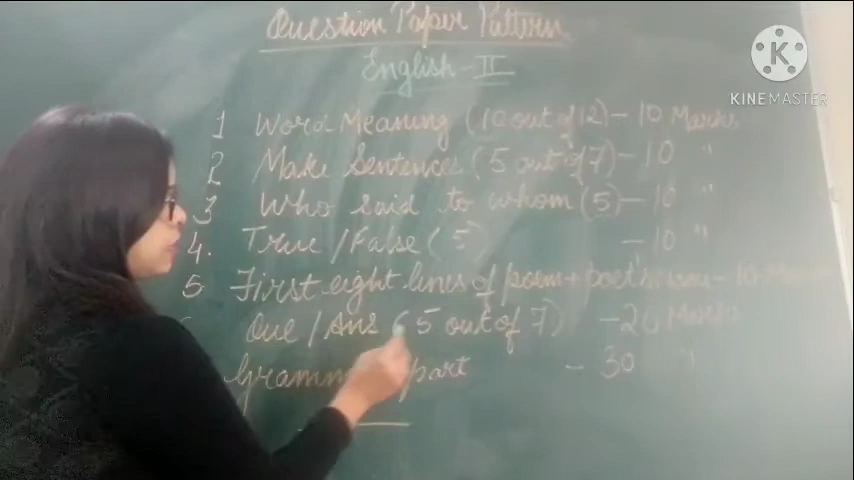 Question Paper Pattern
English-II
1 Word Meaning (10 out of 12) - 10 Marks
2 Make Sentences (5 out of 7) - 10 "
3 Who said to whom (5) - 10 "
4. True/False (5) - 10 "
5 First eight lines of poem + poet's name - 10
Que/Ans (5 out of 7) - 20 Marks
part - 30 "
K
KINEMASTER